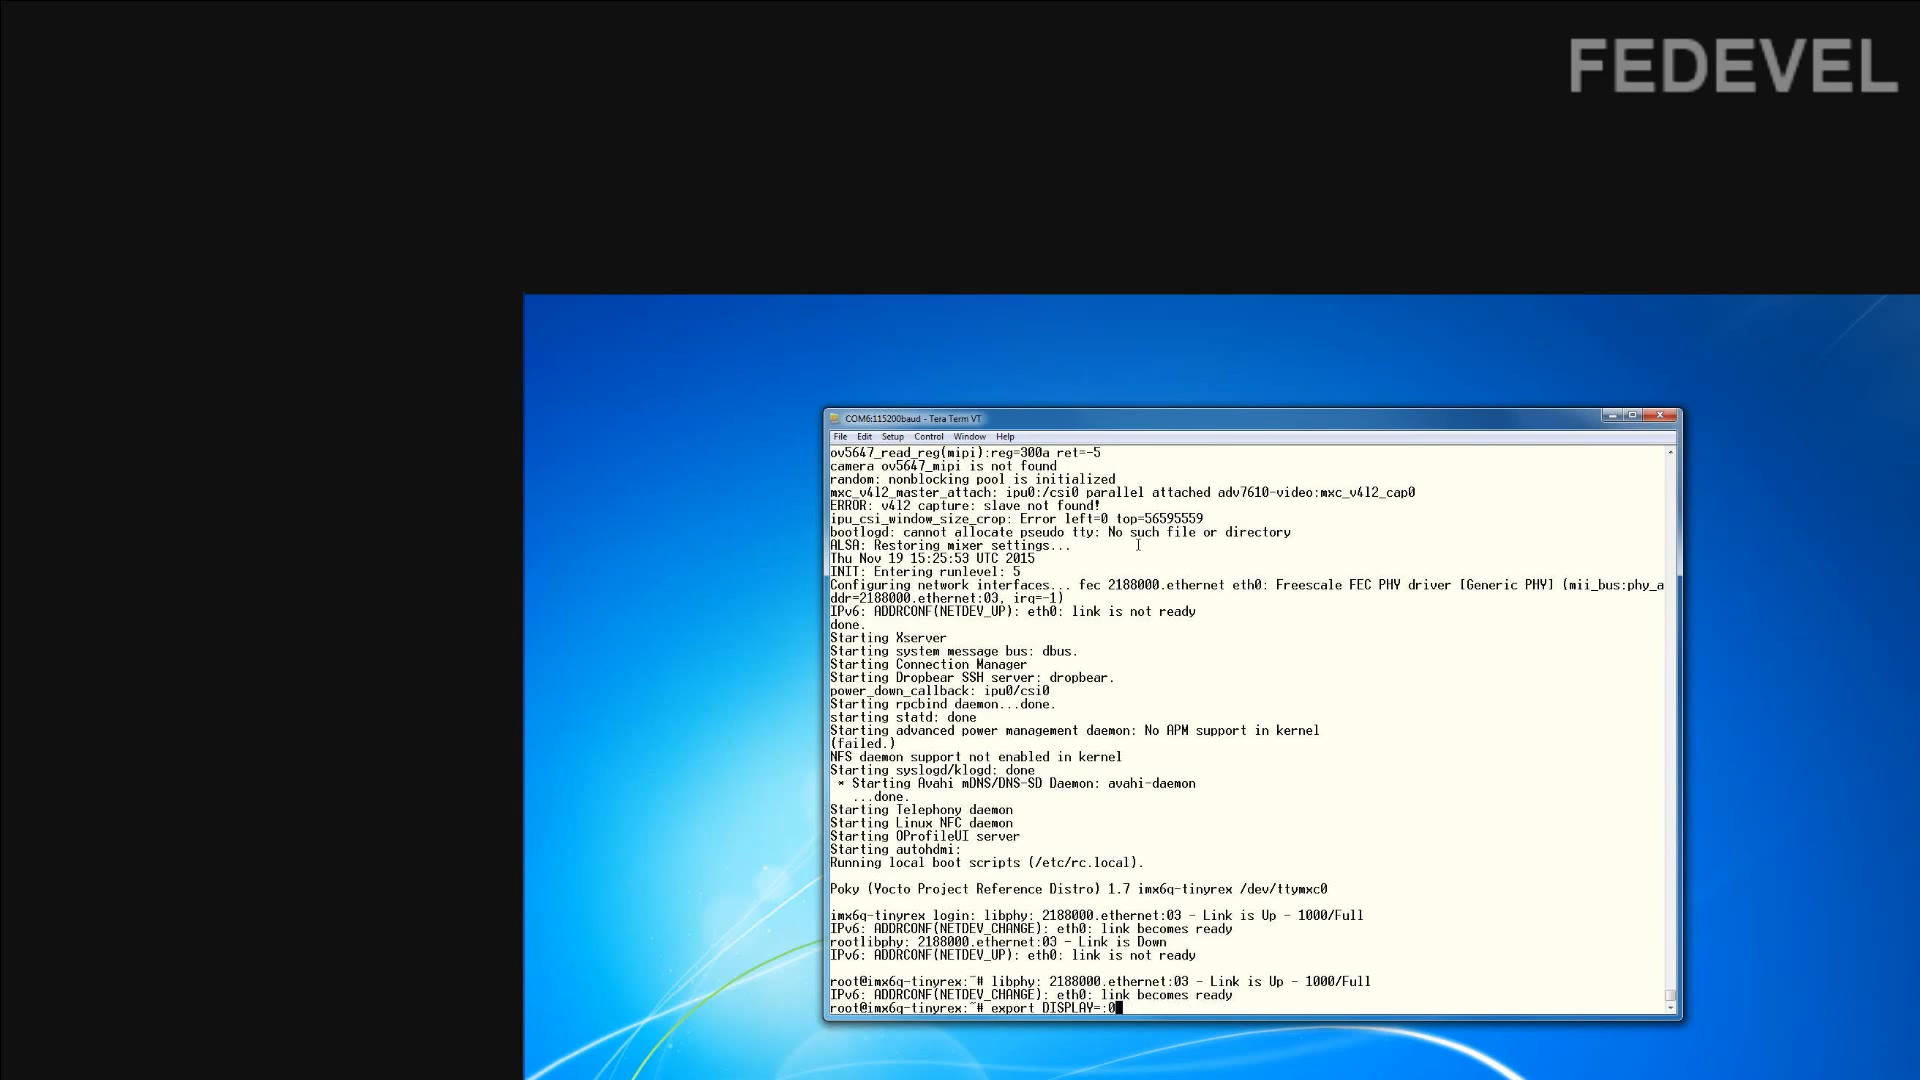 FEDEVEL
COM6:115200baud - Tera Term VT
File Edit Setup Control Window Help
ov5647_read_reg(mipi):reg=300a ret=-5
camera ov5647_mipi is not found
random: nonblocking pool is initialized
mxc_v4l2_master_attach: ipu0:/csi0 parallel attached adv7610-video:mxc_v4l2_cap0
ERROR: v4l2 capture: slave not found!
ipu_csi_window_size_crop: Error left=0 top=56595559
bootlogd: cannot allocate pseudo tty: No such file or directory
ALSA: Restoring mixer settings...
Thu Nov 19 15:25:53 UTC 2015
INIT: Entering runlevel: 5
Configuring network interfaces... fec 2188000.ethernet eth0: Freescale FEC PHY driver [Generic PHY] (mii_bus:phy_a
ddr=2188000.ethernet:03, irq=-1)
IPv6: ADDRCONF(NETDEV_UP): eth0: link is not ready
done.
Starting Xserver
Starting system message bus: dbus.
Starting Connection Manager
Starting Dropbear SSH server: dropbear.
power_down_callback: ipu0/csi0
Starting rpcbind daemon...done.
starting statd: done
Starting advanced power management daemon: No APM support in kernel
(failed.)
NFS daemon support not enabled in kernel
Starting syslogd/klogd: done
* Starting Avahi mDNS/DNS-SD Daemon: avahi-daemon
...done.
Starting Telephony daemon
Starting Linux NFC daemon
Starting OProfileUI server
Starting autohdmi:
Running local boot scripts (/etc/rc.local).
Poky (Yocto Project Reference Distro) 1.7 imx6q-tinyrex /dev/ttymxc0
imx6q-tinyrex login: libphy: 2188000.ethernet:03 - Link is Up - 1000/Full
IPv6: ADDRCONF(NETDEV_CHANGE): eth0: link becomes ready
rootlibphy: 2188000.ethernet:03 - Link is Down
IPv6: ADDRCONF(NETDEV_UP): eth0: link is not ready
root@imx6q-tinyrex:~# libphy: 2188000.ethernet:03 - Link is Up - 1000/Full
IPv6: ADDRCONF(NETDEV_CHANGE): eth0: link becomes ready
root@imx6q-tinyrex:~# export DISPLAY=:0